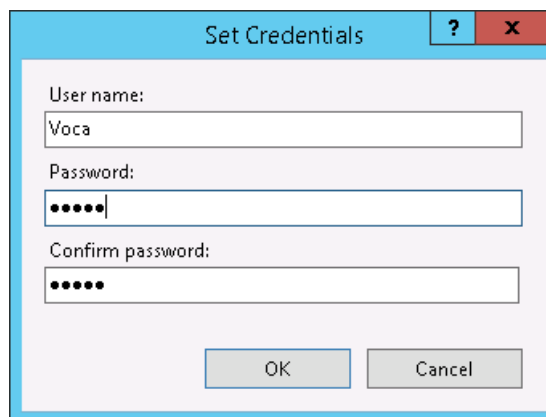 Set Credentials
? x
User name:
Voca
Password:
•••••
Confirm password:
•••••
OK Cancel